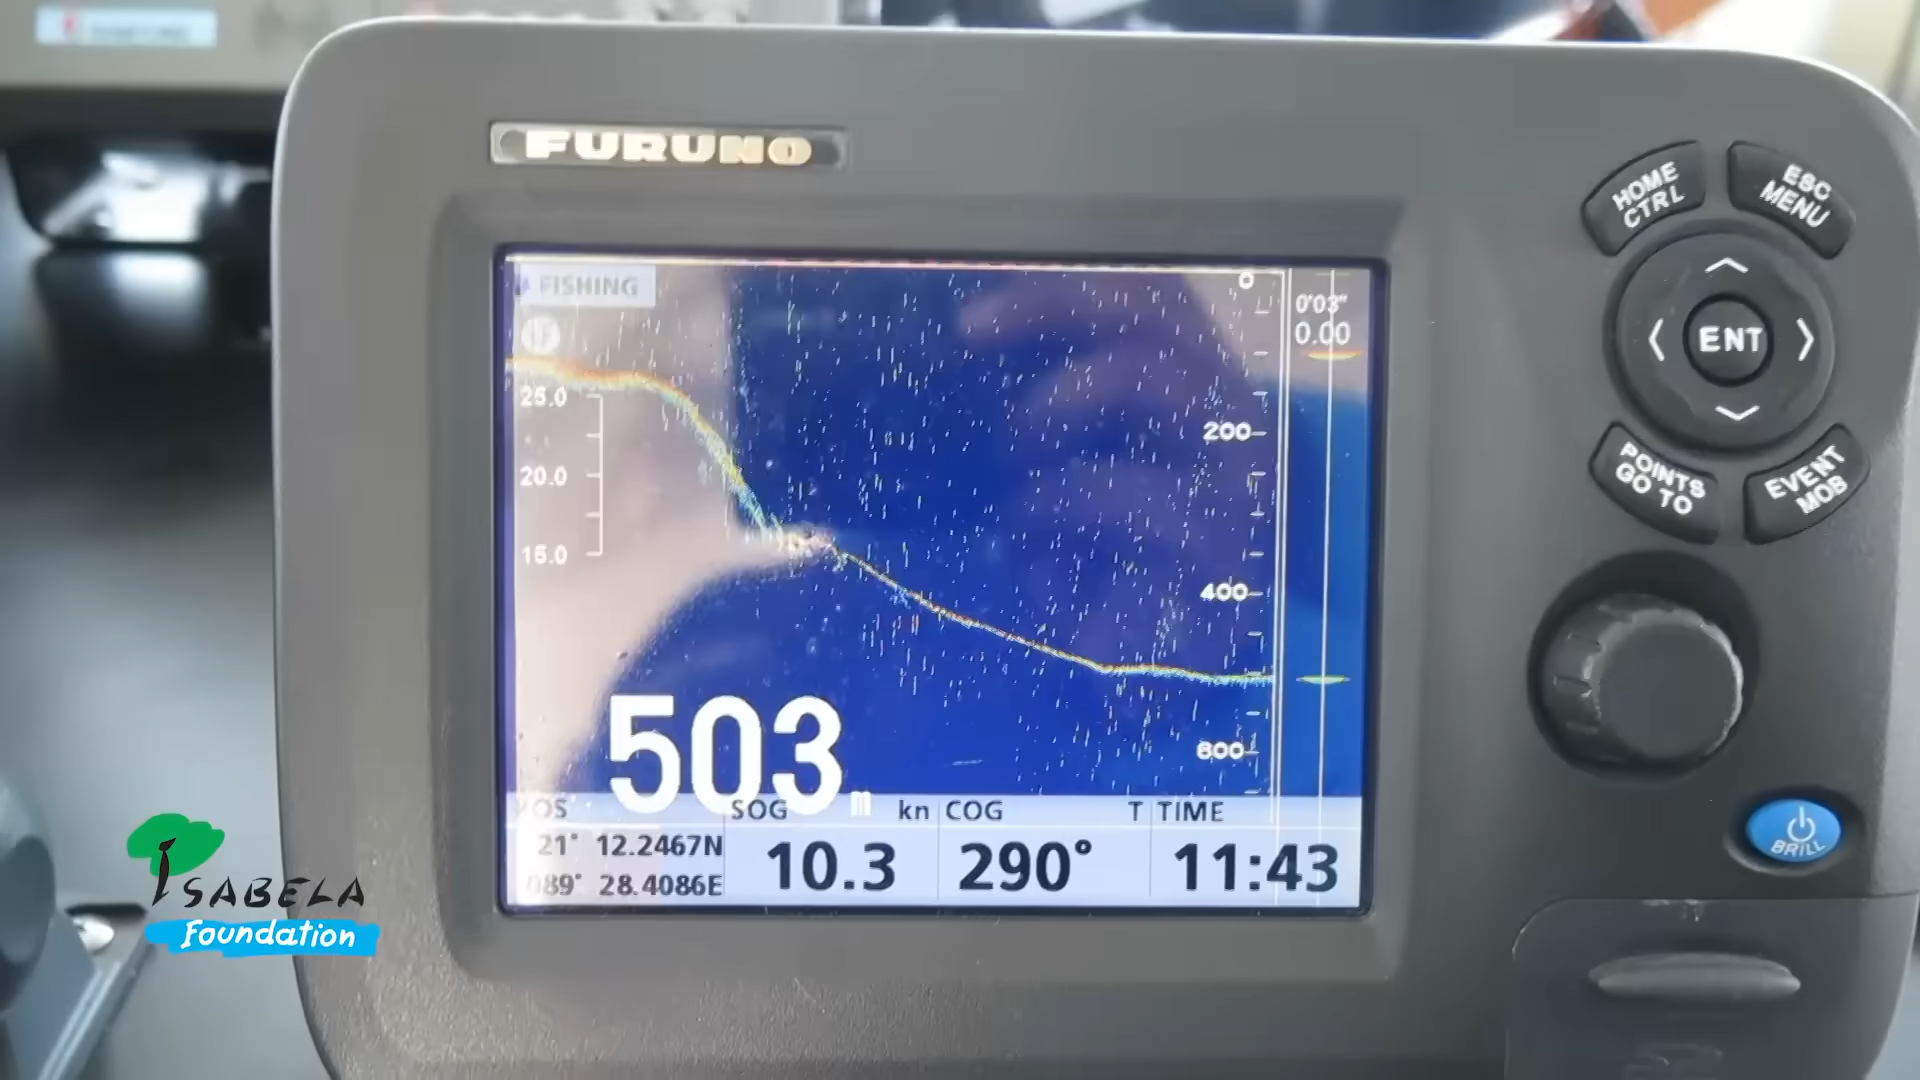 FURUNO
HOME
CTRL
ESC
MENU
ENT
POINTS
GO TO
EVENT
MOB
BRILL
FISHING
0
0'03"
0.00
25.0
20.0
15.0
200
400
600
503 m
POS
21° 12.2467N
089° 28.4086E
SOG kn
10.3
COG T
290°
TIME
11:43
ISABELA
foundation